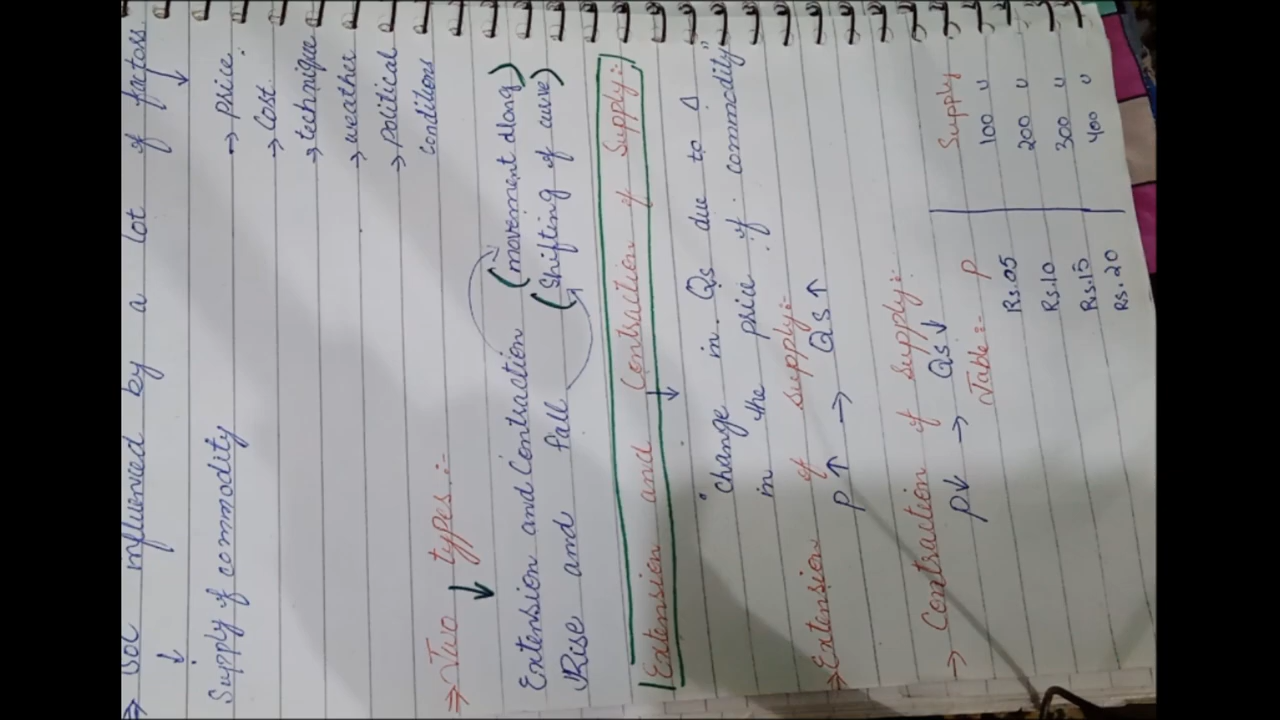 ⇒ SOC influenced by a lot of factors
↓ ↓
Supply of commodity → Price
→ Cost
→ technique
→ weather
→ Political
conditions
⇒ Two types :-
↓
Extension and Contraction (movement along)
Rise and fall (Shifting of curve)
Extension and Contraction of Supply:-
↓
"change in Qs due to Δ
in the price of commodity"
→ Extension of supply:-
P↑ → Qs↑
→ Contraction of supply:-
P↓ → Qs↓
Table:- P Supply
Rs.05 100 U
Rs.10 200 U
Rs.15 300 U
Rs.20 400 U